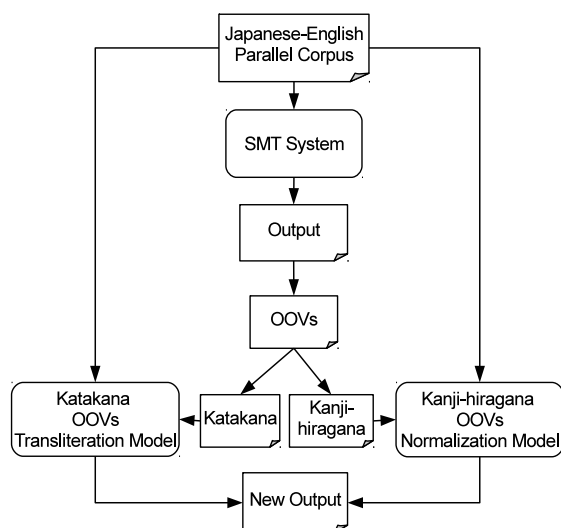 Japanese-English
Parallel Corpus
SMT System
Output
OOVs
Katakana
OOVs
Transliteration Model
Katakana
Kanji-
hiragana
Kanji-hiragana
OOVs
Normalization Model
New Output